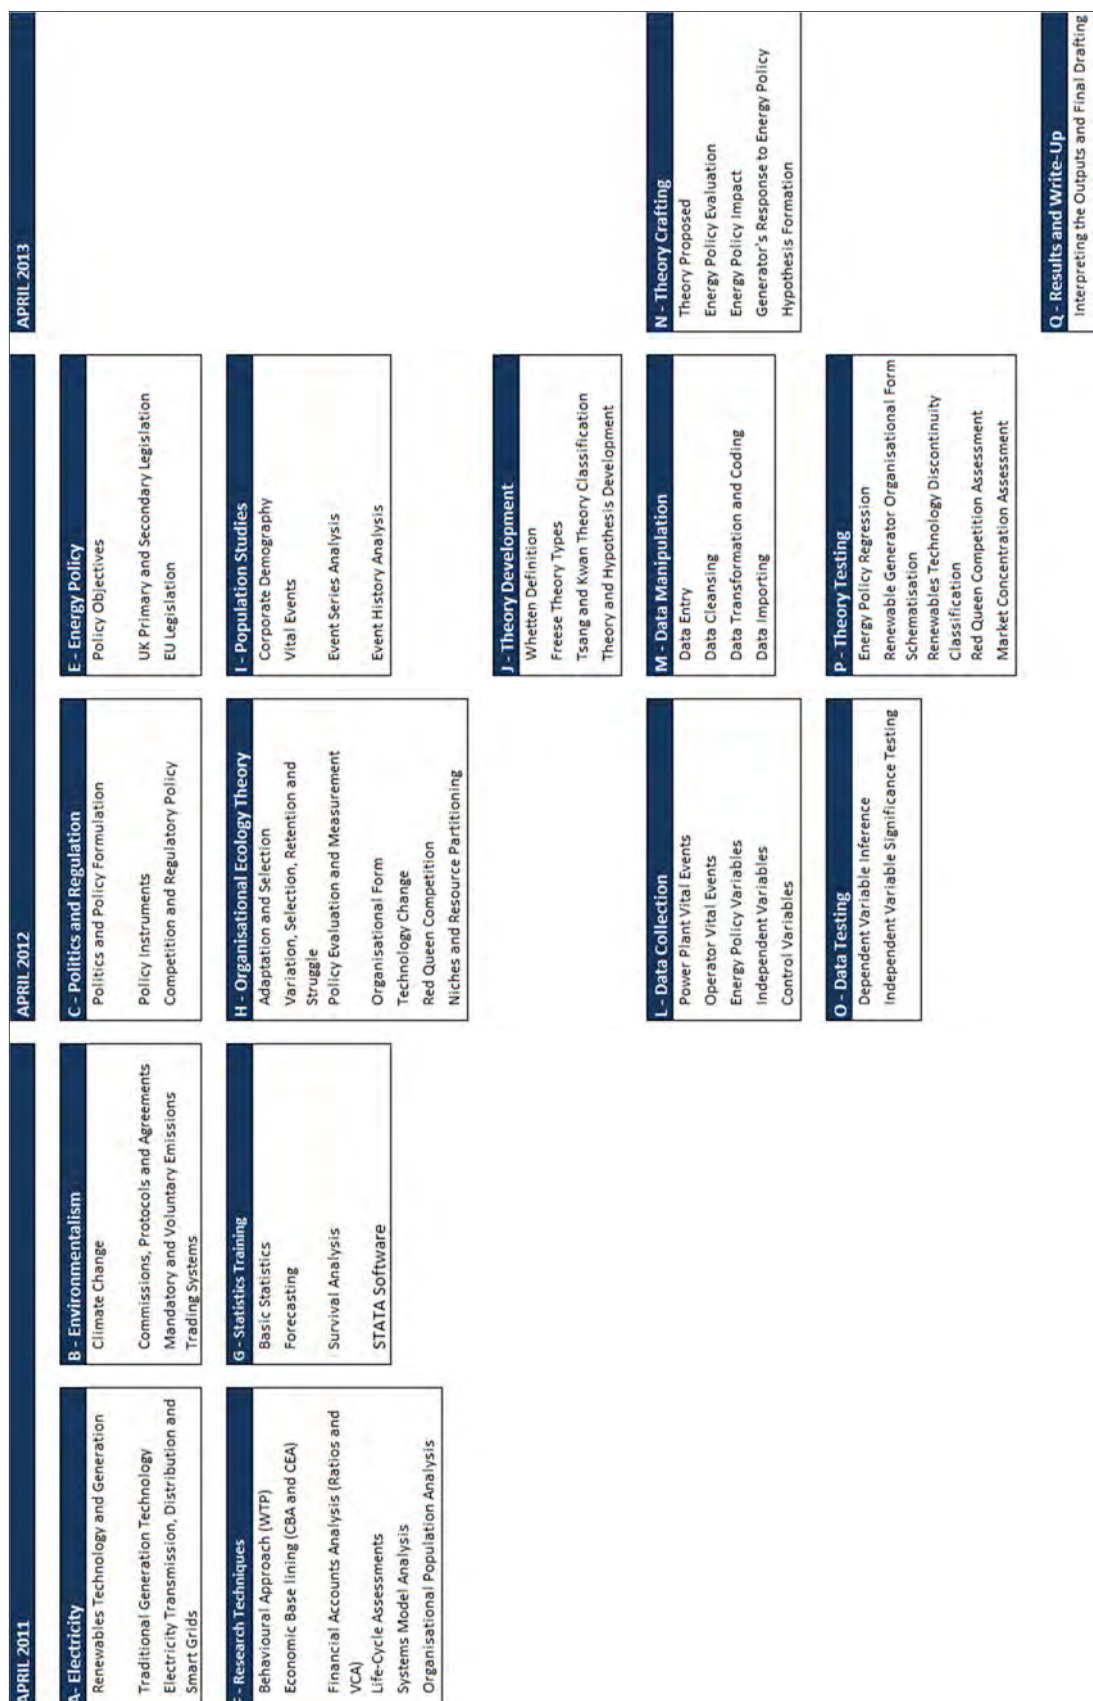 APRIL 2011
APRIL 2012
APRIL 2013
A- Electricity
Renewables Technology and Generation
Traditional Generation Technology
Electricity Transmission, Distribution and
Smart Grids
B - Environmentalism
Climate Change
Commissions, Protocols and Agreements
Mandatory and Voluntary Emissions
Trading Systems
C - Politics and Regulation
Politics and Policy Formulation
Policy Instruments
Competition and Regulatory Policy
E - Energy Policy
Policy Objectives
UK Primary and Secondary Legislation
EU Legislation
F - Research Techniques
Behavioural Approach (WTP)
Economic Base lining (CBA and CEA)
Financial Accounts Analysis (Ratios and
VCA)
Life-Cycle Assessments
Systems Model Analysis
Organisational Population Analysis
G - Statistics Training
Basic Statistics
Forecasting
Survival Analysis
STATA Software
H - Organisational Ecology Theory
Adaptation and Selection
Variation, Selection, Retention and
Struggle
Policy Evaluation and Measurement
Organisational Form
Technology Change
Red Queen Competition
Niches and Resource Partitioning
I - Population Studies
Corporate Demography
Vital Events
Event Series Analysis
Event History Analysis
J - Theory Development
Whetten Definition
Freese Theory Types
Tsang and Kwan Theory Classification
Theory and Hypothesis Development
L - Data Collection
Power Plant Vital Events
Operator Vital Events
Energy Policy Variables
Independent Variables
Control Variables
M - Data Manipulation
Data Entry
Data Cleansing
Data Transformation and Coding
Data Importing
N - Theory Crafting
Theory Proposed
Energy Policy Evaluation
Energy Policy Impact
Generator's Response to Energy Policy
Hypothesis Formation
O - Data Testing
Dependent Variable Inference
Independent Variable Significance Testing
P - Theory Testing
Energy Policy Regression
Renewable Generator Organisational Form
Schematisation
Renewables Technology Discontinuity
Classification
Red Queen Competition Assessment
Market Concentration Assessment
Q - Results and Write-Up
Interpreting the Outputs and Final Drafting